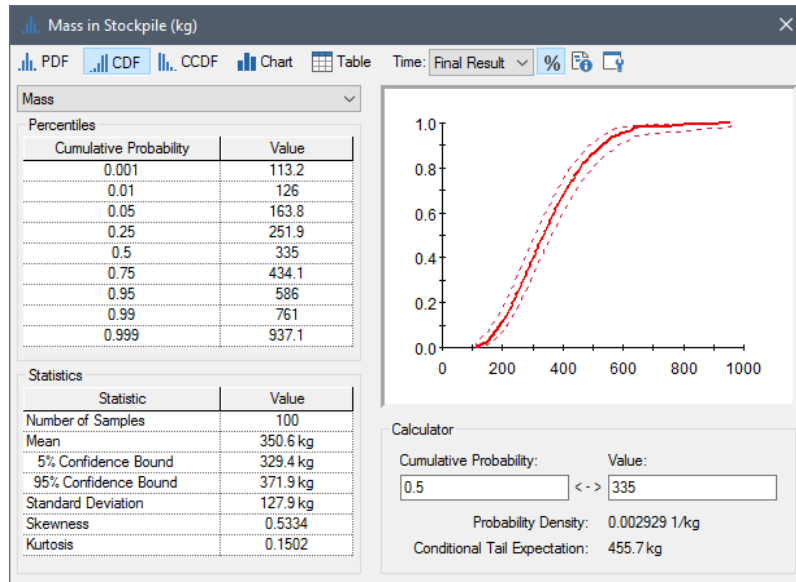 Mass in Stockpile (kg)
PDF CDF CCDF Chart Table Time: Final Result %
Mass
Percentiles
Cumulative Probability Value
0.001 113.2
0.01 126
0.05 163.8
0.25 251.9
0.5 335
0.75 434.1
0.95 586
0.99 761
0.999 937.1
Statistics
Statistic Value
Number of Samples 100
Mean 350.6 kg
5% Confidence Bound 329.4 kg
95% Confidence Bound 371.9 kg
Standard Deviation 127.9 kg
Skewness 0.5334
Kurtosis 0.1502
1.0
0.8
0.6
0.4
0.2
0.0
0 200 400 600 800 1000
Calculator
Cumulative Probability: Value:
0.5 <-> 335
Probability Density: 0.002929 1/kg
Conditional Tail Expectation: 455.7 kg